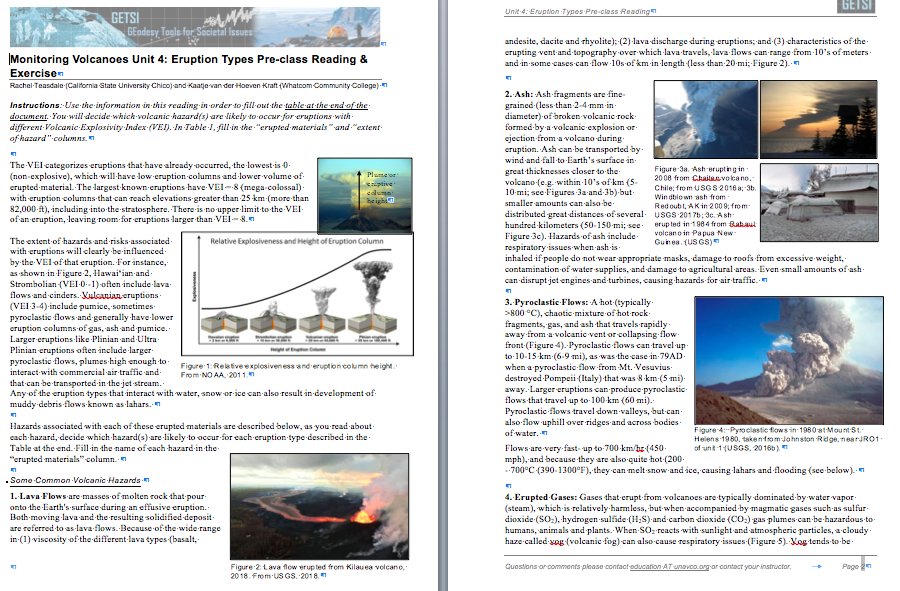 GETSI
GEodesy Tools for Societal Issues
Monitoring Volcanoes Unit 4: Eruption Types Pre-class Reading &
Exercise
Rachel Teasdale (California State University Chico) and Kaatje van der Hoeven Kraft (Whatcom Community College)
Instructions: Use the information in this reading in order to fill out the table at the end of the
document. You will decide which volcanic hazard(s) are likely to occur for eruptions with
different Volcanic Explosivity Index (VEI). In Table 1, fill in the "erupted materials" and "extent
of hazard" columns.
The VEI categorizes eruptions that have already occurred, the lowest is 0
(non-explosive), which will have low eruption columns and lower volume of
erupted material. The largest known eruptions have VEI = 8 (mega-colossal)
with eruption columns that can reach elevations greater than 25 km (more than
82,000 ft), including into the stratosphere. There is no upper limit to the VEI
of an eruption, leaving room for eruptions larger than VEI = 8.
Plume or
eruptive
column
height
The extent of hazards and risks associated
with eruptions will clearly be influenced
by the VEI of that eruption. For instance,
as shown in Figure 2, Hawai'ian and
Strombolian (VEI 0-1) often include lava
flows and cinders. Vulcanian eruptions
(VEI 3-4) include pumice, sometimes
pyroclastic flows and generally have lower
eruption columns of gas, ash and pumice.
Larger eruptions like Plinian and Ultra
Plinian eruptions often include larger
pyroclastic flows, plumes high enough to
interact with commercial air traffic and
that can be transported in the jet stream.
Relative Explosiveness and Height of Eruption Column
Explosiveness
Height of Eruption Column
Figure 1: Relative explosiveness and eruption column height.
From NOAA, 2011.
Any of the eruption types that interact with water, snow or ice can also result in development of
muddy debris flows known as lahars.
Hazards associated with each of these erupted materials are described below, as you read about
each hazard, decide which hazard(s) are likely to occur for each eruption type described in the
Table at the end. Fill in the name of each hazard in the
"erupted materials" column.
Some Common Volcanic Hazards
1. Lava Flows are masses of molten rock that pour
onto the Earth's surface during an effusive eruption.
Both moving lava and the resulting solidified deposit
are referred to as lava flows. Because of the wide range
in (1) viscosity of the different lava types (basalt,
Figure 2: Lava flow erupted from Kilauea volcano,
2018. From USGS, 2018.
Unit 4: Eruption Types Pre-class Reading
GETSI
andesite, dacite and rhyolite); (2) lava discharge during eruptions; and (3) characteristics of the
erupting vent and topography over which lava travels, lava flows can range from 10's of meters
and in some cases can flow 10s of km in length (less than 20 mi; Figure 2).
2. Ash: Ash fragments are fine-
grained (less than 2-4 mm in
diameter) of broken volcanic rock
formed by a volcanic explosion or
ejection from a volcano during
eruption. Ash can be transported by
wind and fall to Earth's surface in
great thicknesses closer to the
volcano (e.g. within 10's of km (5-
10 mi; see Figures 3a and 3b) but
smaller amounts can also be
distributed great distances of several
hundred kilometers (50-150 mi; see
Figure 3c). Hazards of ash include
respiratory issues when ash is
Figure 3a. Ash erupting in
2008 from Chaiten volcano,
Chile; from USGS 2016a; 3b.
Windblown ash from
Redoubt, AK in 2009; from
USGS 2017b; 3c. Ash
erupted in 1984 from Rabaul
volcano in Papua New
Guinea. (USGS)
inhaled if people do not wear appropriate masks, damage to roofs from excessive weight,
contamination of water supplies, and damage to agricultural areas. Even small amounts of ash
can disrupt jet engines and turbines, causing hazards for air traffic.
3. Pyroclastic Flows: A hot (typically
>800 °C), chaotic mixture of hot rock
fragments, gas, and ash that travels rapidly
away from a volcanic vent or collapsing flow
front (Figure 4). Pyroclastic flows can travel up
to 10-15 km (6-9 mi), as was the case in 79AD
when a pyroclastic flow from Mt. Vesuvius
destroyed Pompeii (Italy) that was 8 km (5 mi)
away. Larger eruptions can produce pyroclastic
flows that travel up to 100 km (60 mi).
Pyroclastic flows travel down valleys, but can
also flow uphill over ridges and across bodies
of water.
Figure 4: Pyroclastic flows in 1980 at Mount St.
Helens 1980, taken from Johnston Ridge, near JRO1
of unit 1 (USGS, 2016b).
Flows are very fast- up to 700 km/hr (450
mph), and because they are also quite hot (200
-700°C (390-1300°F), they can melt snow and ice, causing lahars and flooding (see below).
4. Erupted Gases: Gases that erupt from volcanoes are typically dominated by water vapor
(steam), which is relatively harmless, but when accompanied by magmatic gases such as sulfur
dioxide (SO₂), hydrogen sulfide (H₂S) and carbon dioxide (CO₂) gas plumes can be hazardous to
humans, animals and plants. When SO₂ reacts with sunlight and atmospheric particles, a cloudy
haze called vog (volcanic fog) can also cause respiratory issues (Figure 5). Vog tends to be
Questions or comments please contact education AT unavco.org or contact your instructor.
Page 2